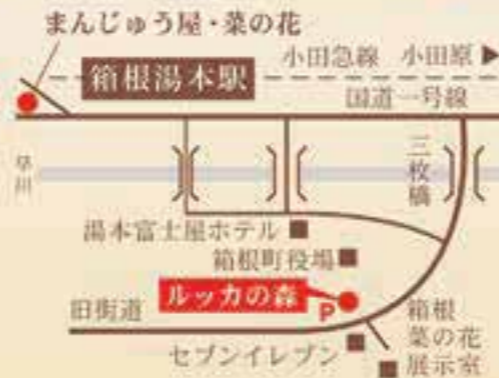 まんじゅう屋・菜の花
小田急線 小田原 ▶
箱根湯本駅
国道一号線
早川
三枚橋
湯本富士屋ホテル
箱根町役場
ルッカの森
P
旧街道
箱根
菜の花
展示室
セブンイレブン